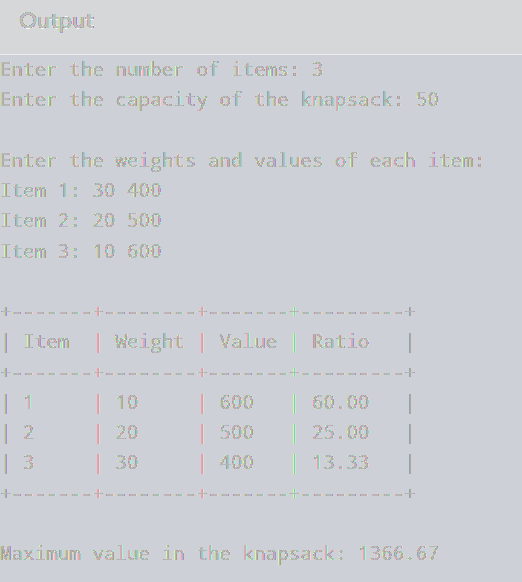 Output
Enter the number of items: 3
Enter the capacity of the knapsack: 50
Enter the weights and values of each item:
Item 1: 30 400
Item 2: 20 500
Item 3: 10 600
+-------+--------+-------+---------+
| Item  | Weight | Value | Ratio   |
+-------+--------+-------+---------+
| 1     | 10     | 600   | 60.00   |
| 2     | 20     | 500   | 25.00   |
| 3     | 30     | 400   | 13.33   |
+-------+--------+-------+---------+
Maximum value in the knapsack: 1366.67